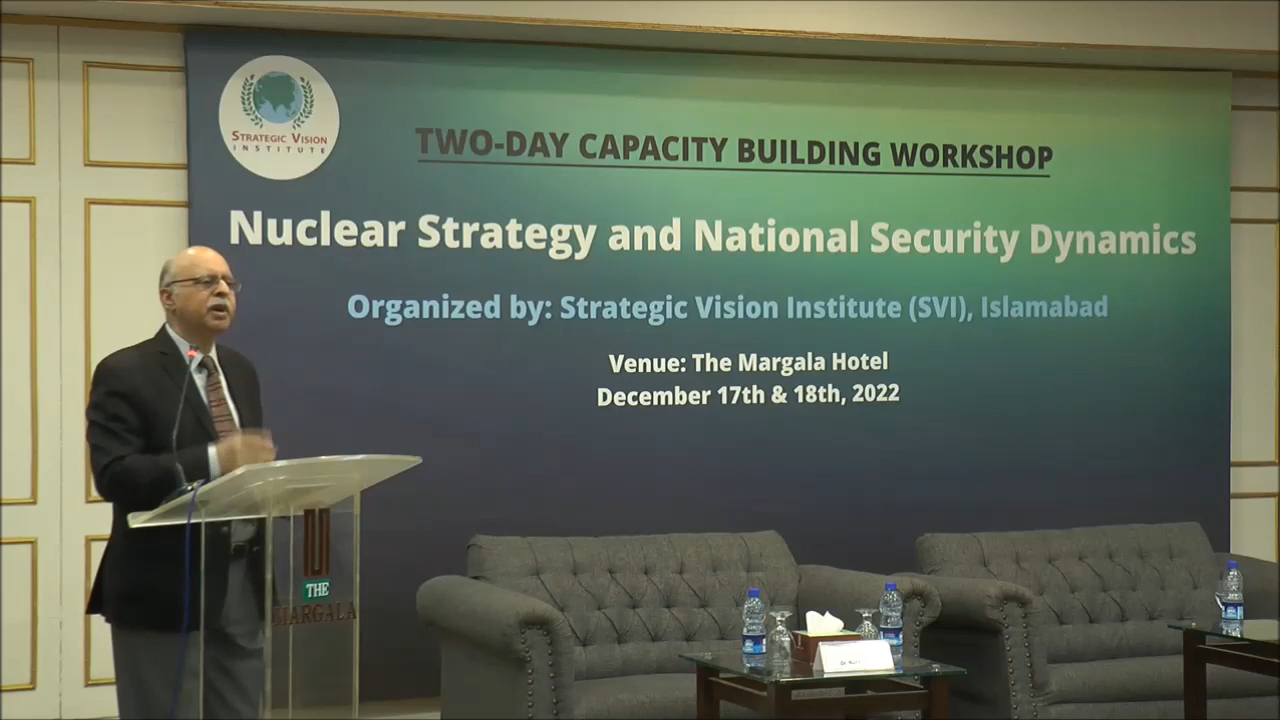 STRATEGIC VISION
INSTITUTE
TWO-DAY CAPACITY BUILDING WORKSHOP
Nuclear Strategy and National Security Dynamics
Organized by: Strategic Vision Institute (SVI), Islamabad
Venue: The Margala Hotel
December 17th & 18th, 2022
THE
MARGALA